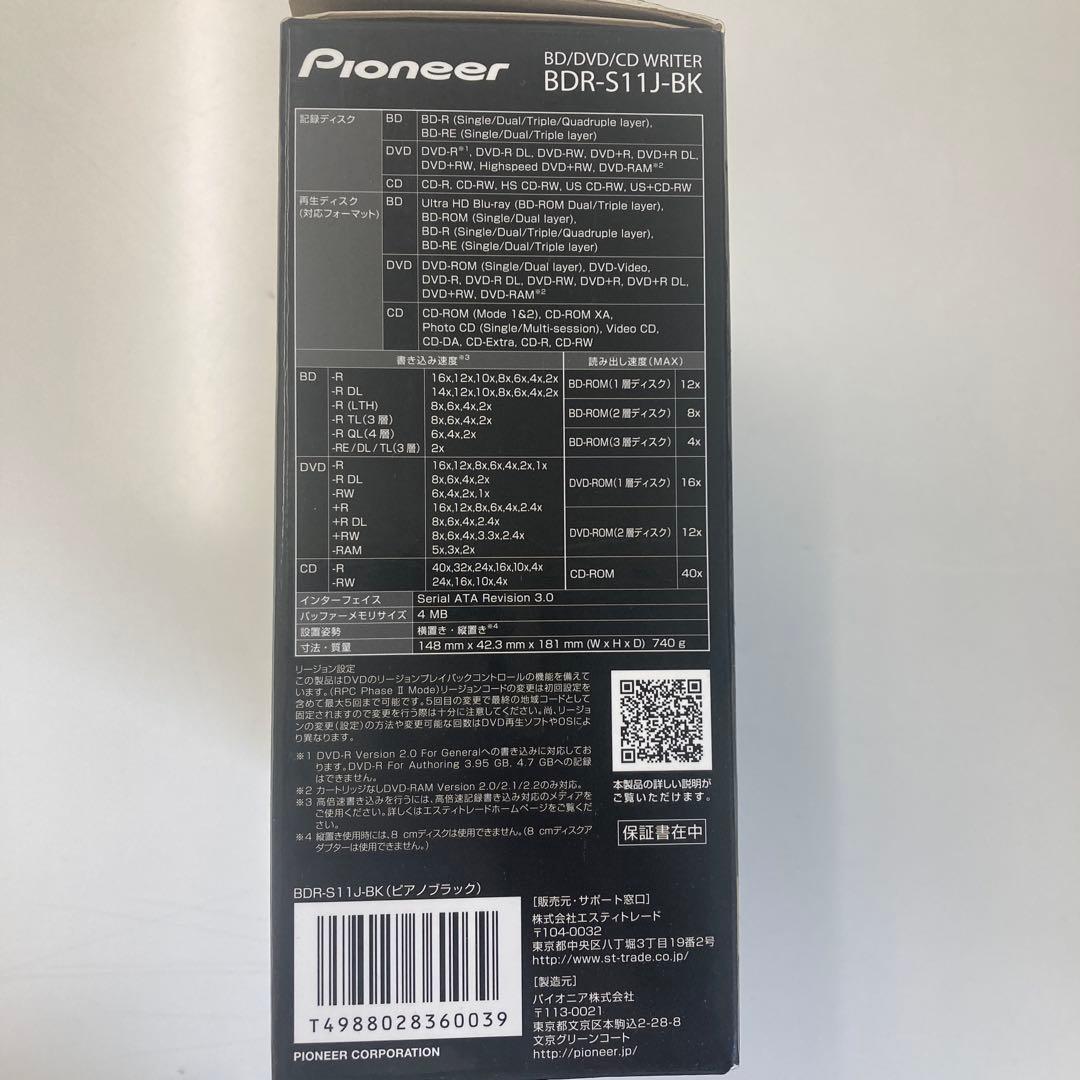 Pioneer
BD/DVD/CD WRITER
BDR-S11J-BK
記録ディスク
BD
BD-R (Single/Dual/Triple/Quadruple layer),
BD-RE (Single/Dual/Triple layer)
DVD
DVD-R※1, DVD-R DL, DVD-RW, DVD+R, DVD+R DL,
DVD+RW, Highspeed DVD+RW, DVD-RAM※2
CD
CD-R, CD-RW, HS CD-RW, US CD-RW, US+CD-RW
再生ディスク
(対応フォーマット)
BD
Ultra HD Blu-ray (BD-ROM Dual/Triple layer),
BD-ROM (Single/Dual layer),
BD-R (Single/Dual/Triple/Quadruple layer),
BD-RE (Single/Dual/Triple layer)
DVD
DVD-ROM (Single/Dual layer), DVD-Video,
DVD-R, DVD-R DL, DVD-RW, DVD+R, DVD+R DL,
DVD+RW, DVD-RAM※2
CD
CD-ROM (Mode 1&2), CD-ROM XA,
Photo CD (Single/Multi-session), Video CD,
CD-DA, CD-Extra, CD-R, CD-RW
書き込み速度※3
BD -R 16x,12x,10x,8x,6x,4x,2x
-R DL 14x,12x,10x,8x,6x,4x,2x
-R (LTH) 8x,6x,4x,2x
-R TL(3層) 8x,6x,4x,2x
-R QL(4層) 6x,4x,2x
-RE/DL/TL(3層) 2x
DVD -R 16x,12x,8x,6x,4x,2x,1x
-R DL 8x,6x,4x,2x
-RW 6x,4x,2x,1x
+R 16x,12x,8x,6x,4x,2.4x
+R DL 8x,6x,4x,2.4x
+RW 8x,6x,4x,3.3x,2.4x
-RAM 5x,3x,2x
CD -R 40x,32x,24x,16x,10x,4x
-RW 24x,16x,10x,4x
読み出し速度(MAX)
BD-ROM(1層ディスク) 12x
BD-ROM(2層ディスク) 8x
BD-ROM(3層ディスク) 4x
DVD-ROM(1層ディスク) 16x
DVD-ROM(2層ディスク) 12x
CD-ROM 40x
インターフェイス Serial ATA Revision 3.0
バッファーメモリサイズ 4 MB
設置姿勢 横置き・縦置き※4
寸法・質量 148 mm x 42.3 mm x 181 mm (W x H x D) 740 g
リージョン設定
この製品はDVDのリージョンプレイバックコントロールの機能を備えて
います。(RPC Phase Ⅱ Mode)リージョンコードの変更は初回設定を
含めて最大5回まで可能です。5回目の変更で最終の地域コードとして
固定されますので変更を行う際は十分に注意してください。尚、リージョ
ンの変更(設定)の方法や変更可能な回数はDVD再生ソフトやOSによ
り異なります。
※1 DVD-R Version 2.0 For Generalへの書き込みに対応してお
ります。DVD-R For Authoring 3.95 GB, 4.7 GBへの記録
はできません。
※2 カートリッジなしDVD-RAM Version 2.0/2.1/2.2のみ対応。
※3 高倍速書き込みを行うには、高倍速記録書き込み対応のメディアを
ご使用ください。詳しくはエスティトレードホームページをご覧くだ
さい。
※4 縦置き使用時には、8 cmディスクは使用できません。(8 cmディスクア
ダプターは使用できません。)
本製品の詳しい説明が
ご覧いただけます。
保証書在中
BDR-S11J-BK(ピアノブラック)
T4988028360039
PIONEER CORPORATION
[販売元・サポート窓口]
株式会社エスティトレード
〒104-0032
東京都中央区八丁堀3丁目19番2号
http://www.st-trade.co.jp/
[製造元]
パイオニア株式会社
〒113-0021
東京都文京区本駒込2-28-8
文京グリーンコート
http://pioneer.jp/